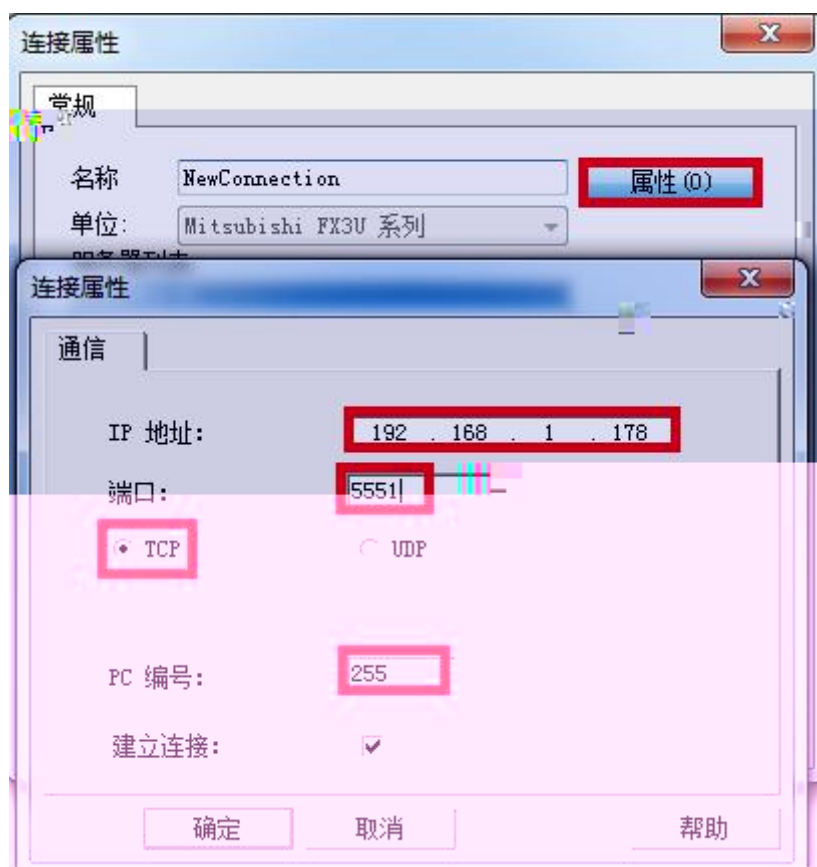 连接属性
常规
名称 NewConnection 属性(O)
单位: Mitsubishi FX3U 系列
连接属性
通信
IP 地址: 192 . 168 . 1 . 178
端口: 5551
TCP UDP
PC 编号: 255
建立连接:
确定 取消 帮助